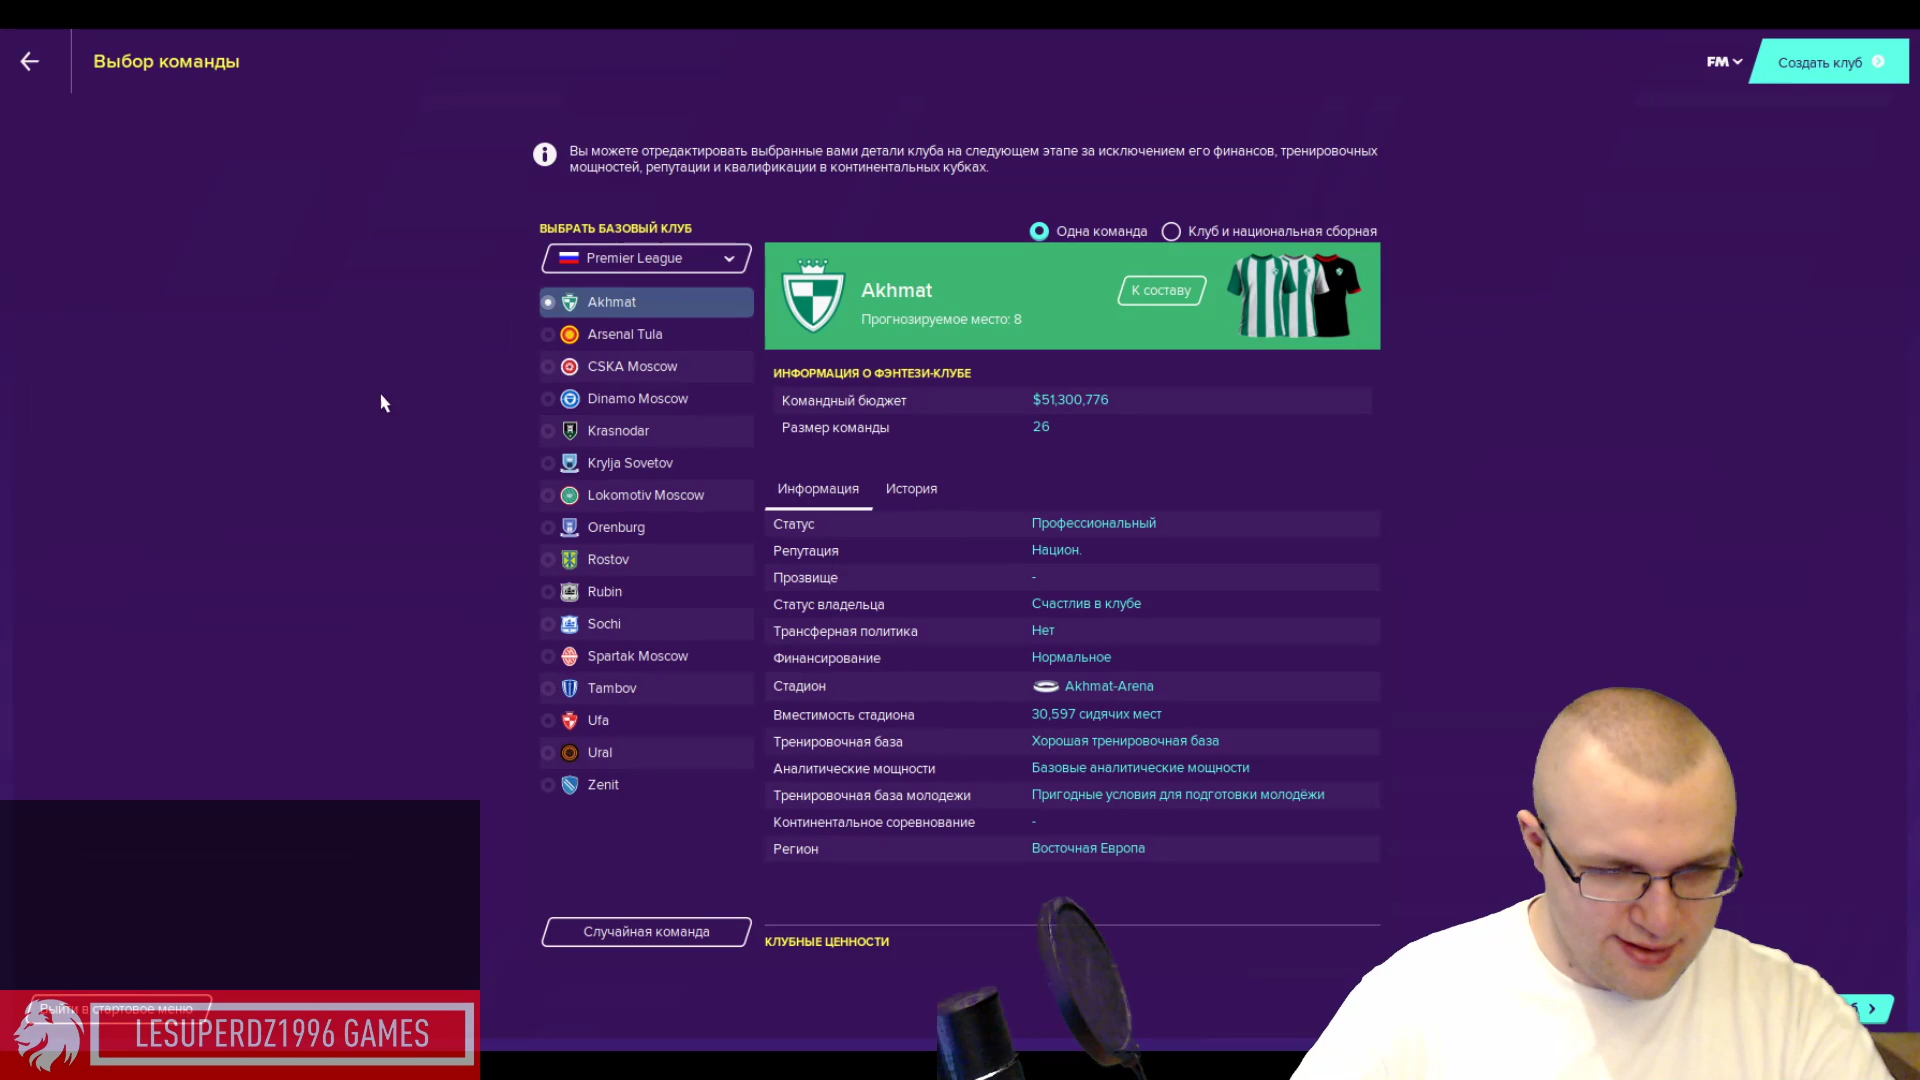 Выбор команды
FM
Создать клуб
Вы можете отредактировать выбранные вами детали клуба на следующем этапе за исключением его финансов, тренировочных
мощностей, репутации и квалификации в континентальных кубках.
ВЫБРАТЬ БАЗОВЫЙ КЛУБ
Одна команда
Клуб и национальная сборная
Premier League
Akhmat
Arsenal Tula
CSKA Moscow
Dinamo Moscow
Krasnodar
Krylja Sovetov
Lokomotiv Moscow
Orenburg
Rostov
Rubin
Sochi
Spartak Moscow
Tambov
Ufa
Ural
Zenit
Случайная команда
Akhmat
Прогнозируемое место: 8
К составу
ИНФОРМАЦИЯ О ФЭНТЕЗИ-КЛУБЕ
Командный бюджет $51,300,776
Размер команды 26
Информация История
Статус Профессиональный
Репутация Национ.
Прозвище -
Статус владельца Счастлив в клубе
Трансферная политика Нет
Финансирование Нормальное
Стадион Akhmat-Arena
Вместимость стадиона 30,597 сидячих мест
Тренировочная база Хорошая тренировочная база
Аналитические мощности Базовые аналитические мощности
Тренировочная база молодежи Пригодные условия для подготовки молодёжи
Континентальное соревнование -
Регион Восточная Европа
КЛУБНЫЕ ЦЕННОСТИ
Выйти в стартовое меню
LESUPERDZ1996 GAMES